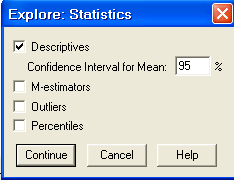 Explore: Statistics
Descriptives
Confidence Interval for Mean: 95 %
M-estimators
Outliers
Percentiles
Continue Cancel Help